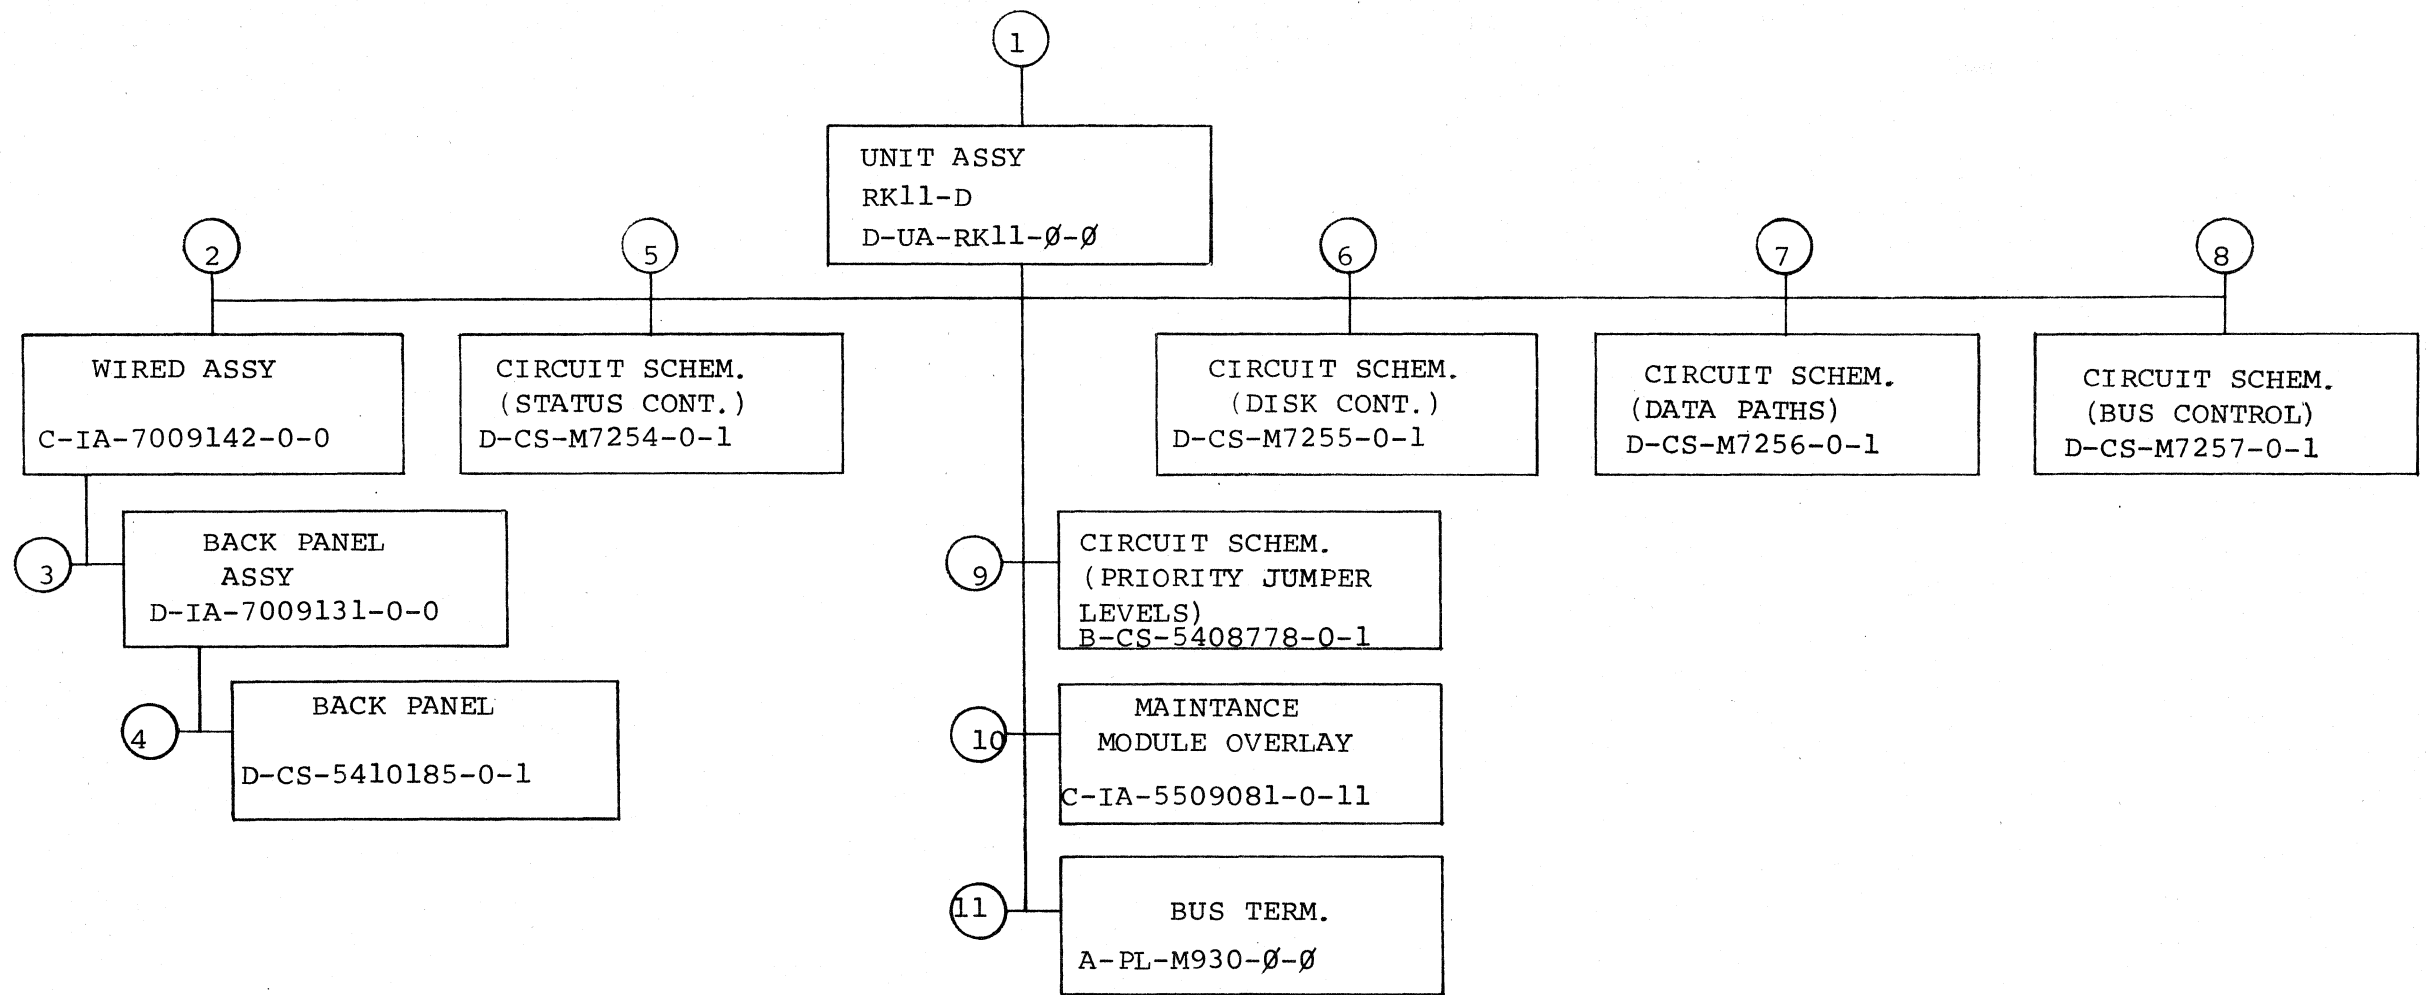 1
UNIT ASSY
RK11-D
D-UA-RK11-Ø-Ø
2
5
6
7
8
WIRED ASSY
C-IA-7009142-0-0
CIRCUIT SCHEM.
(STATUS CONT.)
D-CS-M7254-0-1
CIRCUIT SCHEM.
(DISK CONT.)
D-CS-M7255-0-1
CIRCUIT SCHEM.
(DATA PATHS)
D-CS-M7256-0-1
CIRCUIT SCHEM.
(BUS CONTROL)
D-CS-M7257-0-1
3
BACK PANEL
ASSY
D-IA-7009131-0-0
4
BACK PANEL
D-CS-5410185-0-1
9
CIRCUIT SCHEM.
(PRIORITY JUMPER
LEVELS)
B-CS-5408778-0-1
10
MAINTANCE
MODULE OVERLAY
C-IA-5509081-0-11
11
BUS TERM.
A-PL-M930-Ø-Ø